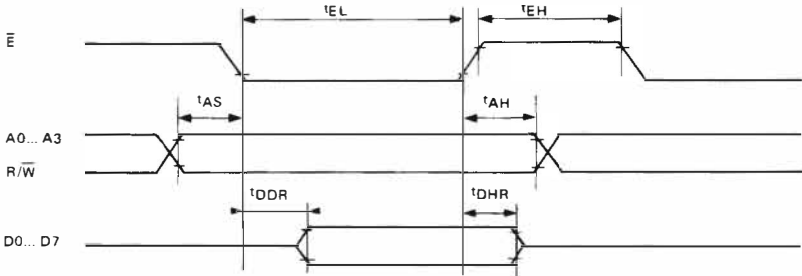 tEL
tEH
E̅
tAS
tAH
A0... A3
R/W̅
tDDR
tDHR
D0... D7